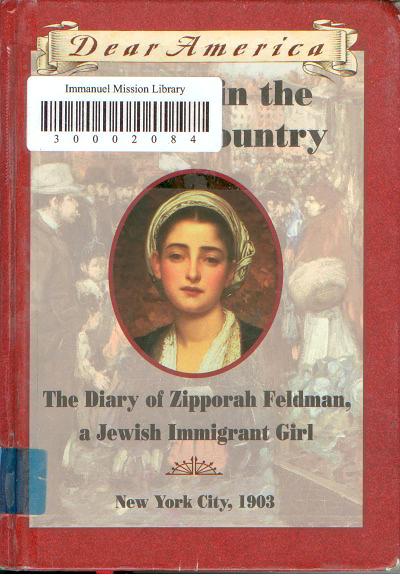 Dear America
Immanuel Mission Library
30002084
in the
ountry
The Diary of Zipporah Feldman,
a Jewish Immigrant Girl
New York City, 1903